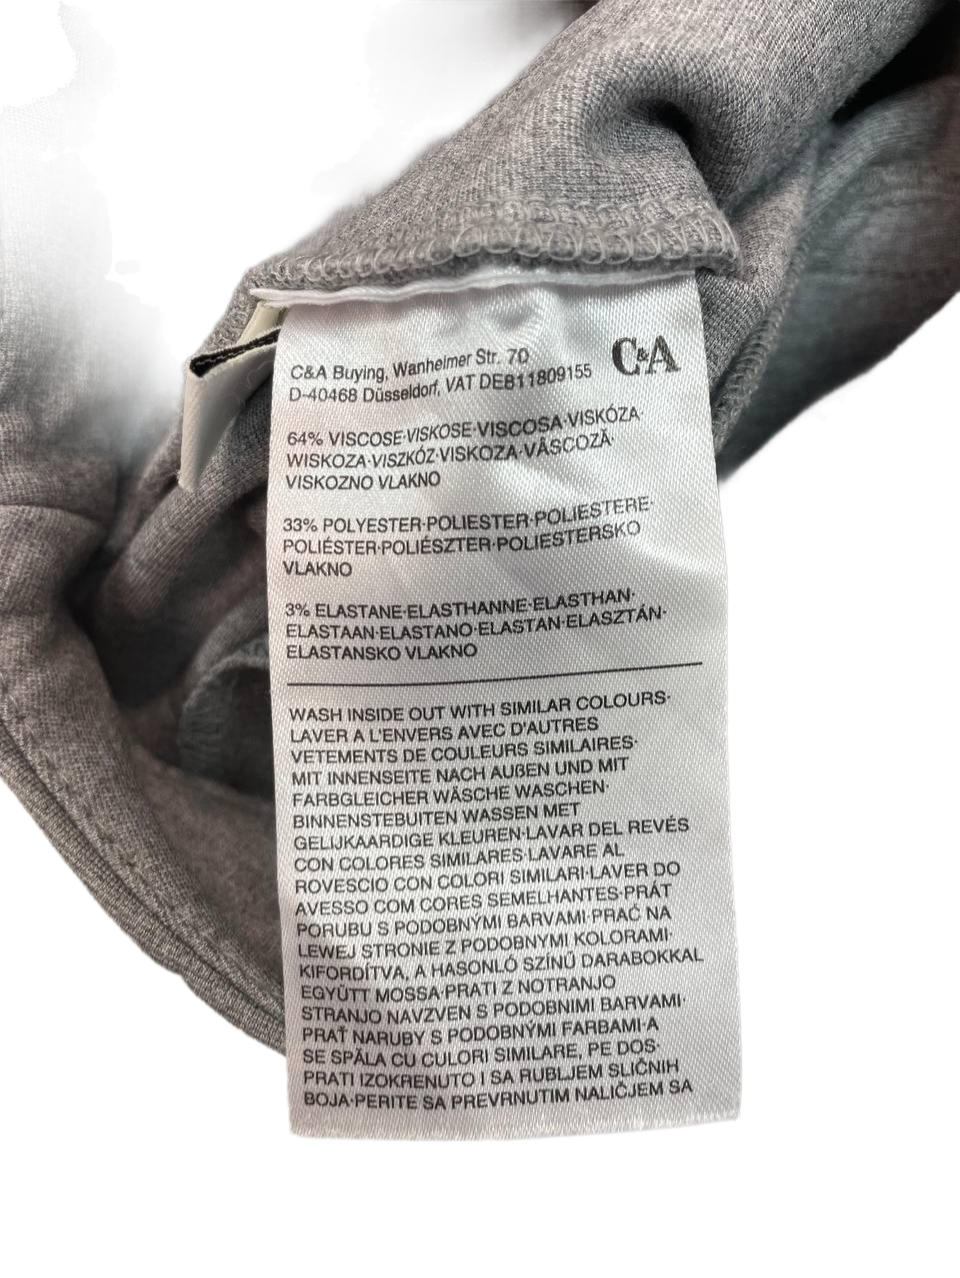 C&A Buying, Wanheimer Str. 70
D-40468 Düsseldorf, VAT DE811809155
C&A
64% VISCOSE·VISKOSE·VISCOSA·VISKÓZA
WISKOZA·VISZKÓZ·VISKOZA·VÂSCOZĂ·
VISKOZNO VLAKNO
33% POLYESTER·POLIESTER·POLIESTERE·
POLIÉSTER·POLIÉSZTER·POLIESTERSKO
VLAKNO
3% ELASTANE·ELASTHANNE·ELASTHAN·
ELASTAAN·ELASTANO·ELASTAN·ELASZTÁN·
ELASTANSKO VLAKNO
WASH INSIDE OUT WITH SIMILAR COLOURS·
LAVER A L'ENVERS AVEC D'AUTRES
VETEMENTS DE COULEURS SIMILAIRES·
MIT INNENSEITE NACH AUßEN UND MIT
FARBGLEICHER WÄSCHE WASCHEN·
BINNENSTEBUITEN WASSEN MET
GELIJKAARDIGE KLEUREN·LAVAR DEL REVÉS
CON COLORES SIMILARES·LAVARE AL
ROVESCIO CON COLORI SIMILARI·LAVER DO
AVESSO COM CORES SEMELHANTES·PRÁT
PORUBU S PODOBNÝMI BARVAMI·PRAĆ NA
LEWEJ STRONIE Z PODOBNYMI KOLORAMI·
KIFORDÍTVA, A HASONLÓ SZÍNŰ DARABOKKAL
EGYÜTT MOSSA·PRATI Z NOTRANJO
STRANJO NAVZVEN S PODOBNIMI BARVAMI·
PRAŤ NARUBY S PODOBNÝMI FARBAMI·A
SE SPĂLA CU CULORI SIMILARE, PE DOS·
PRATI IZOKRENUTO I SA RUBLJEM SLIČNIH
BOJA·PERITE SA PREVRNUTIM NALIČJEM SA